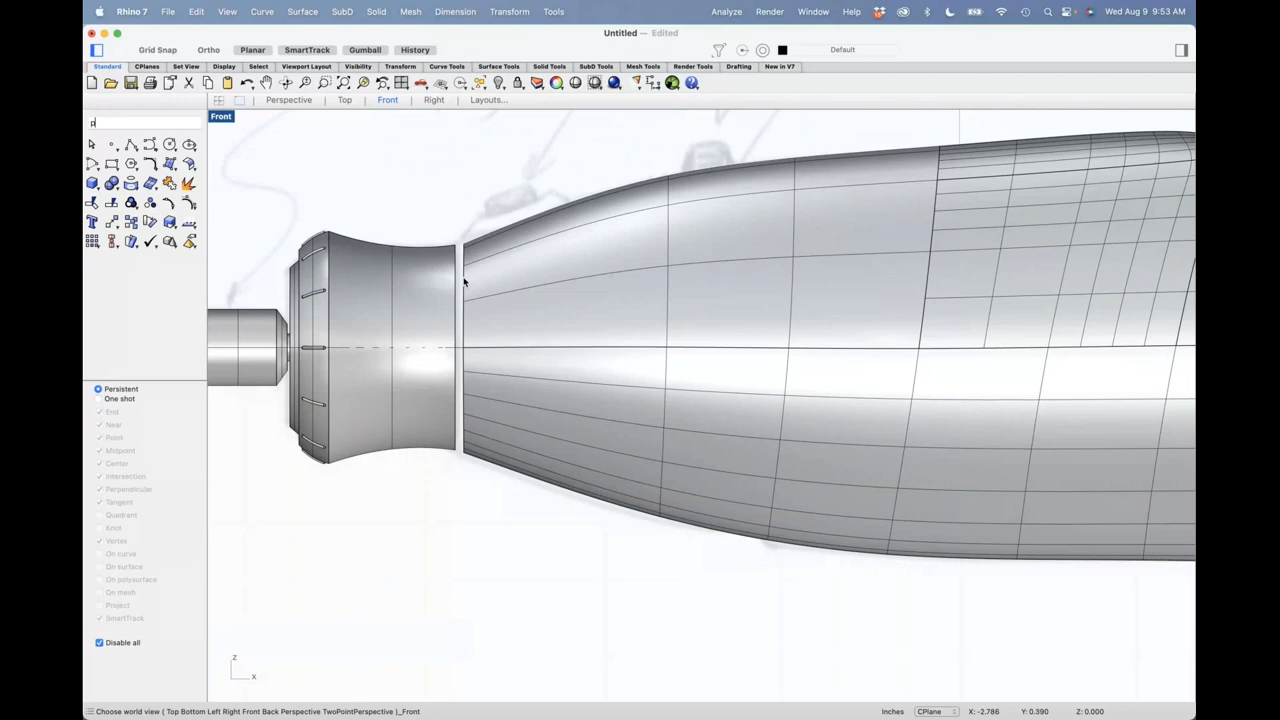 Rhino 7 File Edit View Curve Surface SubD Solid Mesh Dimension Transform Tools Analyze Render Window Help Wed Aug 9 9:53 AM
Untitled — Edited
Grid Snap Ortho Planar SmartTrack Gumball History Default
Standard CPlanes Set View Display Select Viewport Layout Visibility Transform Curve Tools Surface Tools Solid Tools SubD Tools Mesh Tools Render Tools Drafting New in V7
Perspective Top Front Right Layouts...
Front
p
Persistent
One shot
End
Near
Point
Midpoint
Center
Intersection
Perpendicular
Tangent
Quadrant
Knot
Vertex
On curve
On surface
On polysurface
On mesh
Project
SmartTrack
Disable all
z
x
Choose world view ( Top Bottom Left Right Front Back Perspective TwoPointPerspective )_Front Inches CPlane X: -2.786 Y: 0.390 Z: 0.000